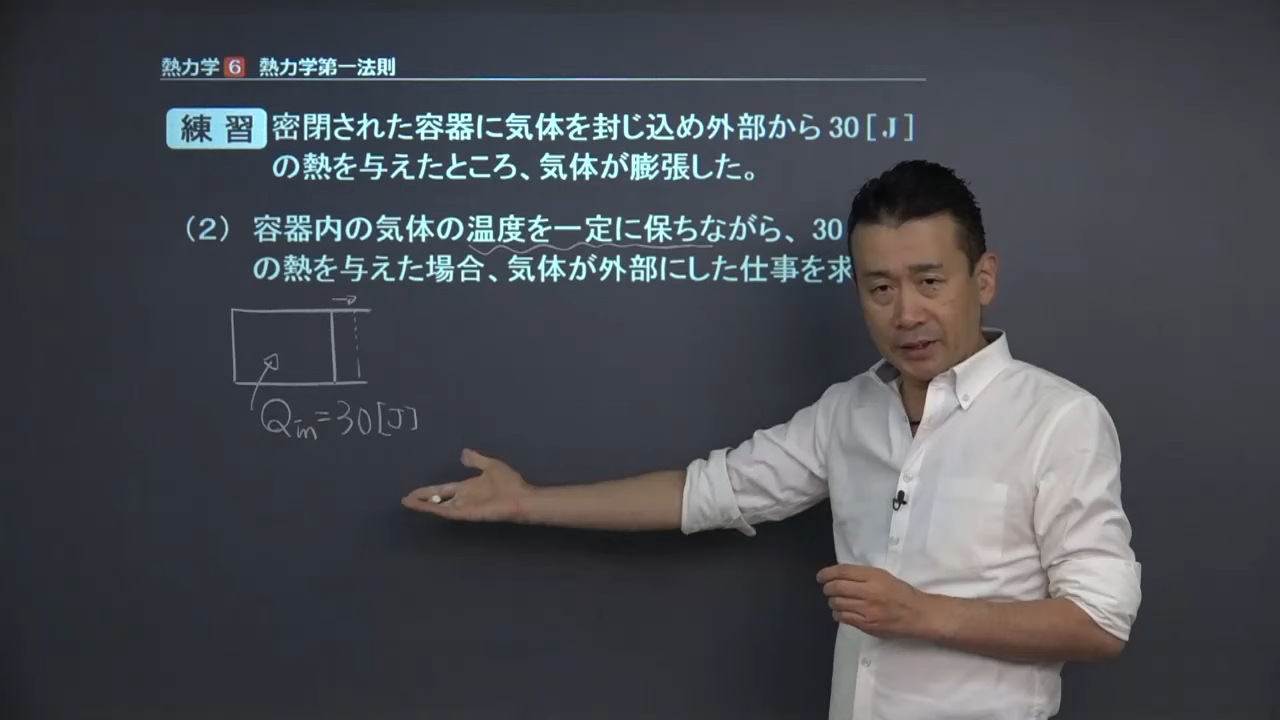 熱力学 6 熱力学第一法則
練習 密閉された容器に気体を封じ込め外部から30[J]
の熱を与えたところ、気体が膨張した。
(2) 容器内の気体の温度を一定に保ちながら、30
の熱を与えた場合、気体が外部にした仕事を求
Qin=30[J]